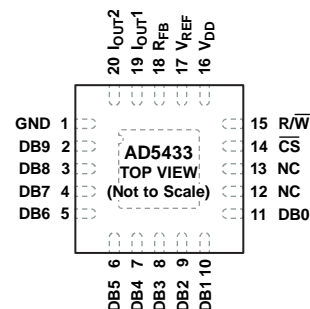 20 IOUT2
19 IOUT1
18 RFB
17 VREF
16 VDD
GND 1
DB9 2
DB8 3
DB7 4
DB6 5
AD5433
TOP VIEW
(Not to Scale)
15 R/W̅
14 C̅S̅
13 NC
12 NC
11 DB0
DB5 6
DB4 7
DB3 8
DB2 9
DB1 10